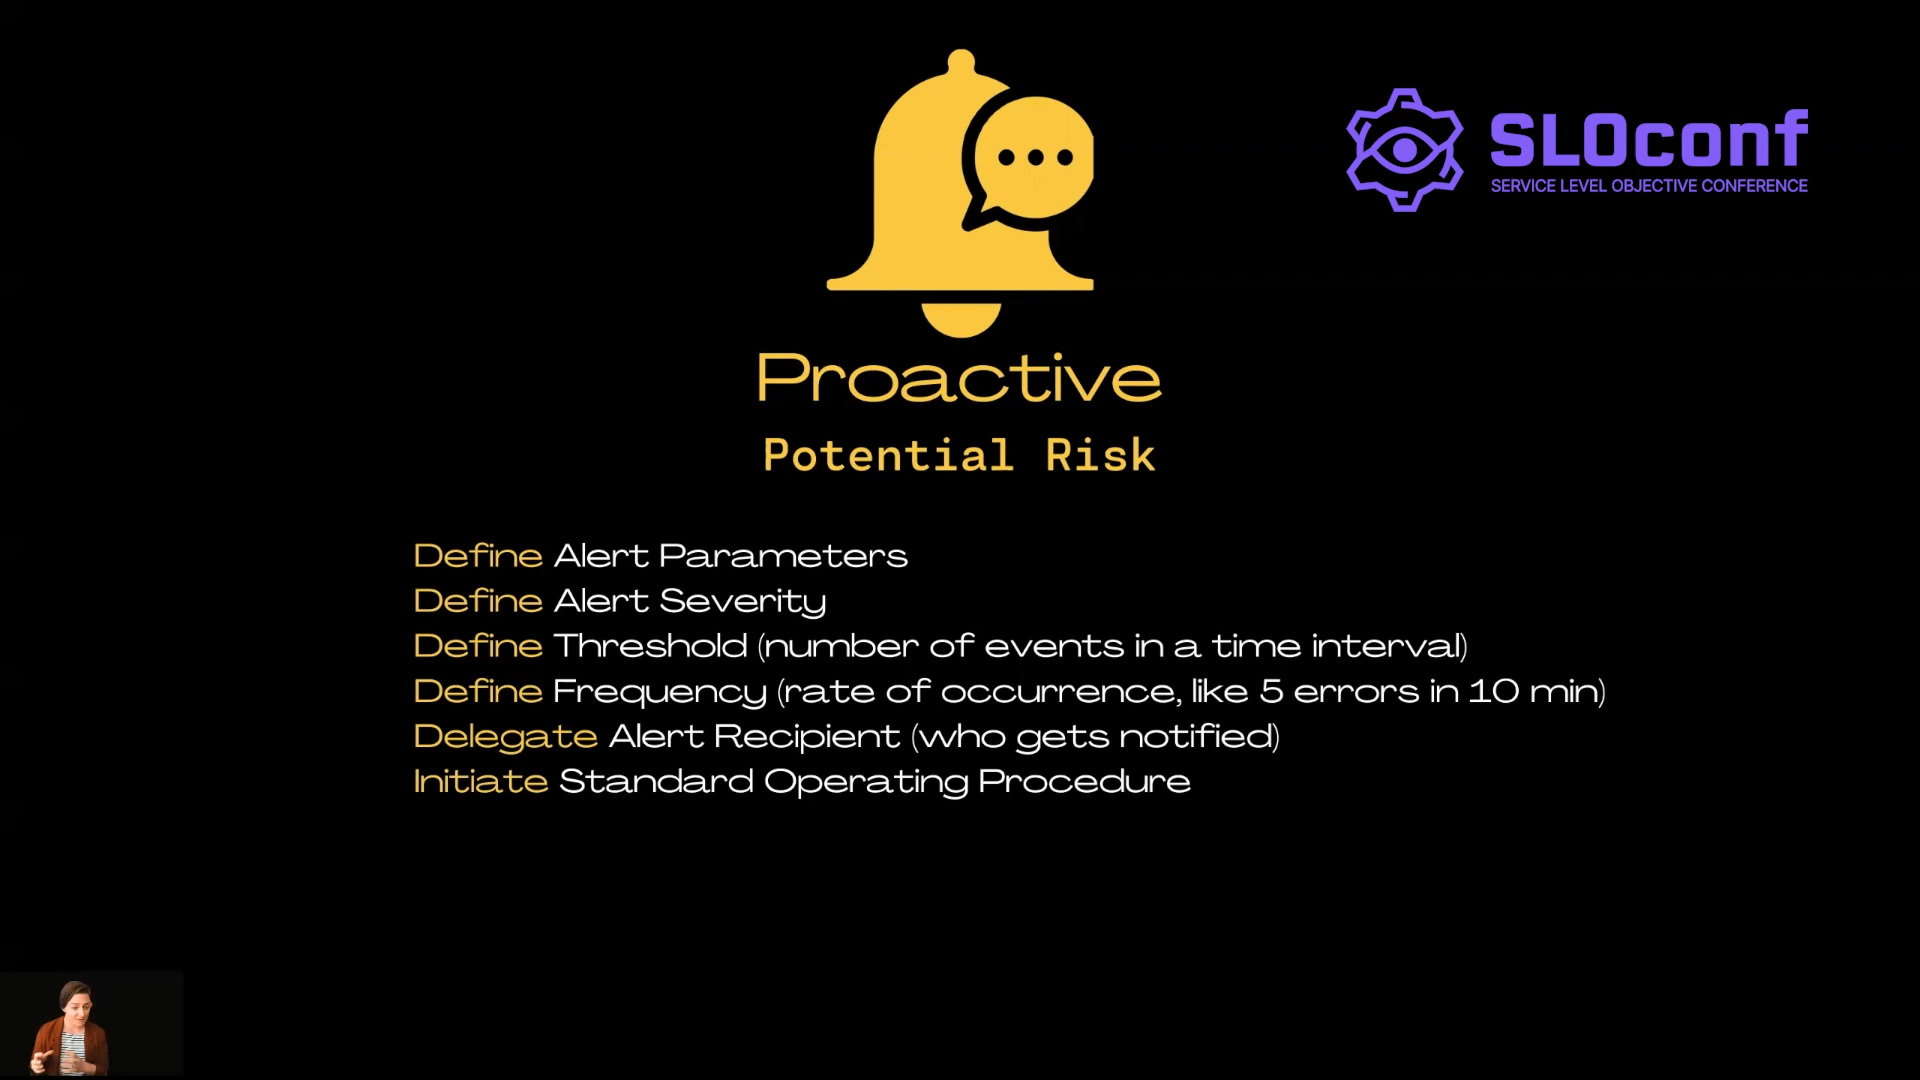 SLOconf
SERVICE LEVEL OBJECTIVE CONFERENCE
Proactive
Potential Risk
Define Alert Parameters
Define Alert Severity
Define Threshold (number of events in a time interval)
Define Frequency (rate of occurrence, like 5 errors in 10 min)
Delegate Alert Recipient (who gets notified)
Initiate Standard Operating Procedure